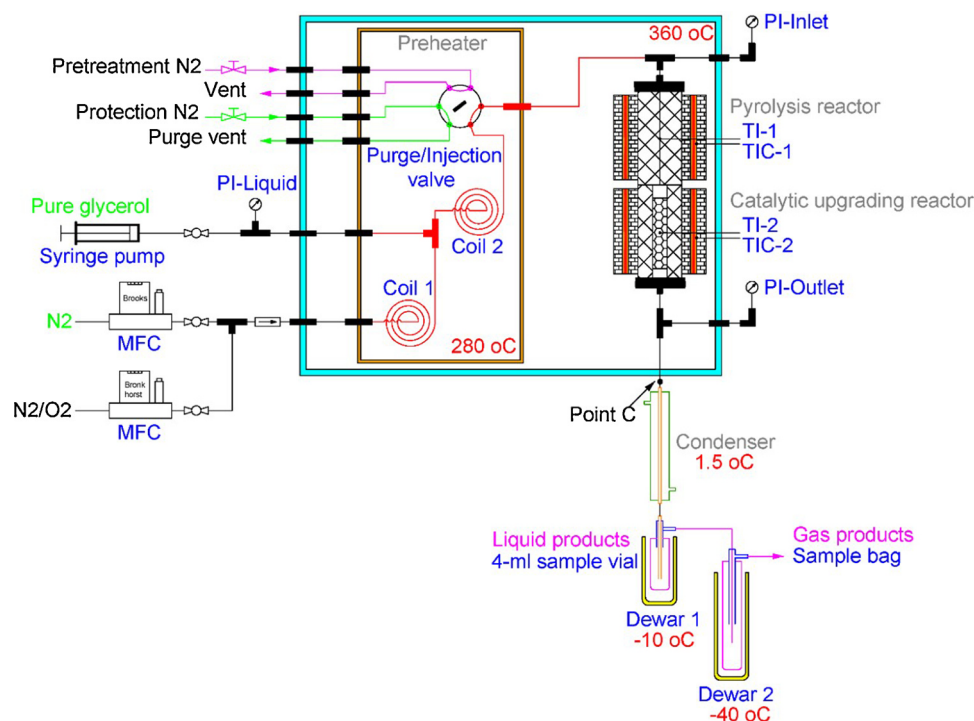 Preheater
360 oC
PI-Inlet
Pretreatment N2
Vent
Protection N2
Purge vent
Purge/Injection
valve
Pyrolysis reactor
TI-1
TIC-1
PI-Liquid
Pure glycerol
Syringe pump
Coil 2
Catalytic upgrading reactor
TI-2
TIC-2
Coil 1
PI-Outlet
Brooks
N2
MFC
280 oC
Bronk
horst
N2/O2
MFC
Point C
Condenser
1.5 oC
Liquid products
4-ml sample vial
Gas products
Sample bag
Dewar 1
-10 oC
Dewar 2
-40 oC